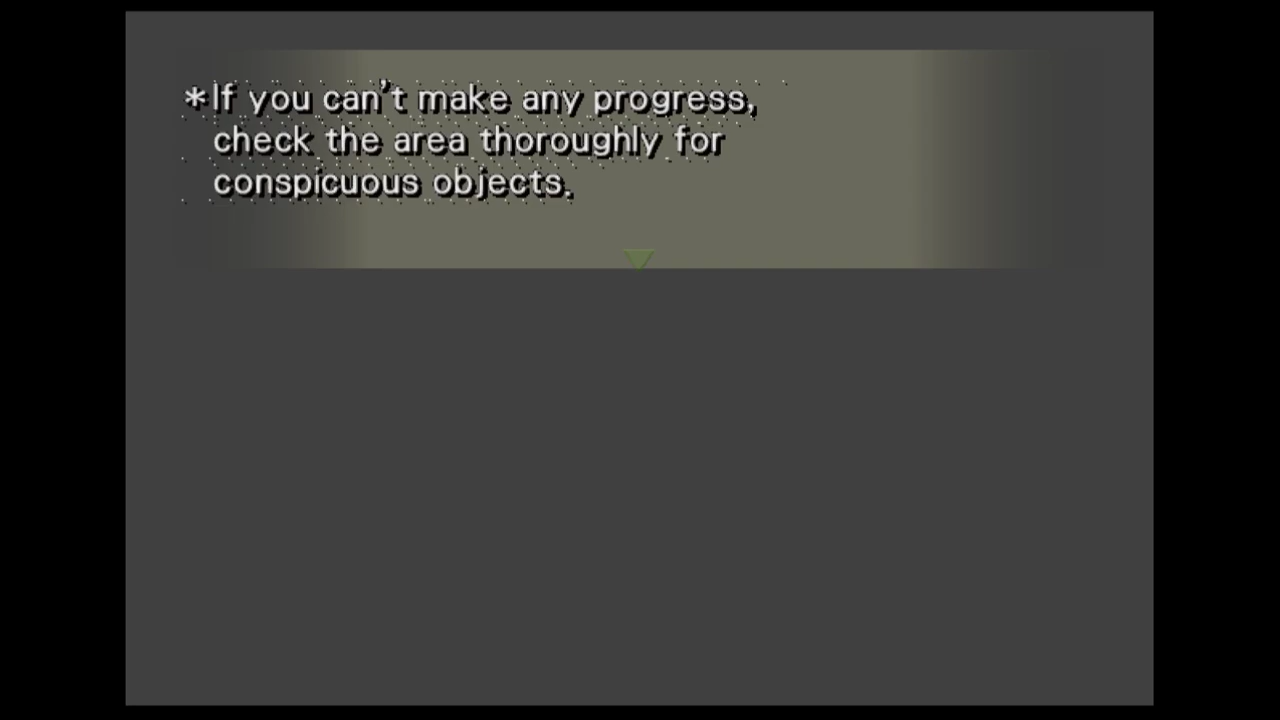 *If you can't make any progress,
check the area thoroughly for
conspicuous objects.